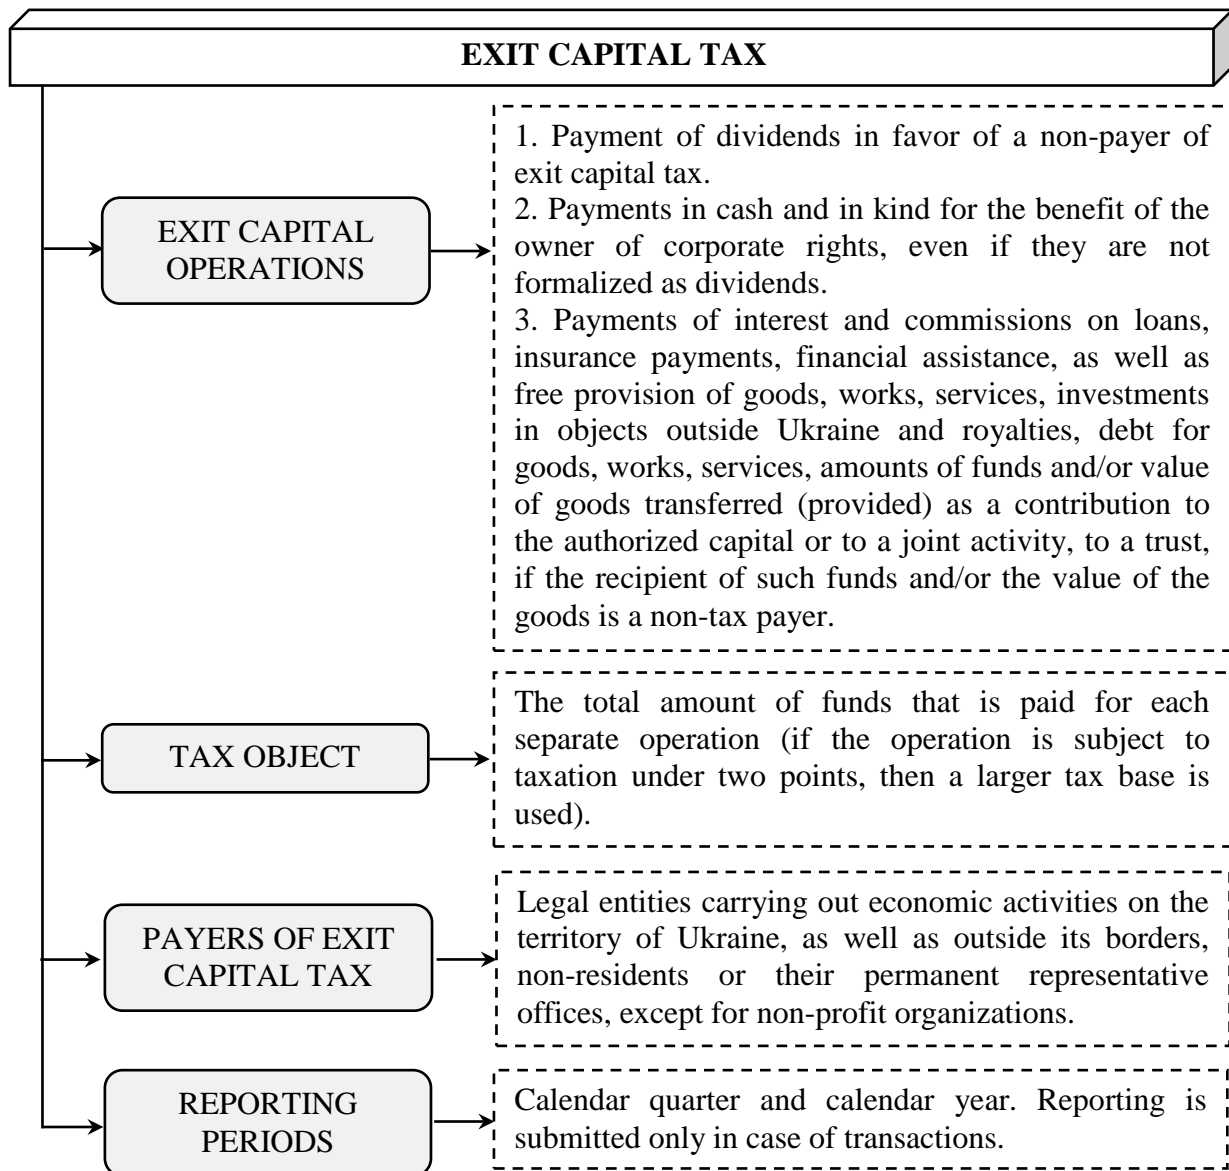 EXIT CAPITAL TAX
EXIT CAPITAL
OPERATIONS
1. Payment of dividends in favor of a non-payer of
exit capital tax.
2. Payments in cash and in kind for the benefit of the
owner of corporate rights, even if they are not
formalized as dividends.
3. Payments of interest and commissions on loans,
insurance payments, financial assistance, as well as
free provision of goods, works, services, investments
in objects outside Ukraine and royalties, debt for
goods, works, services, amounts of funds and/or value
of goods transferred (provided) as a contribution to
the authorized capital or to a joint activity, to a trust,
if the recipient of such funds and/or the value of the
goods is a non-tax payer.
TAX OBJECT
The total amount of funds that is paid for each
separate operation (if the operation is subject to
taxation under two points, then a larger tax base is
used).
PAYERS OF EXIT
CAPITAL TAX
Legal entities carrying out economic activities on the
territory of Ukraine, as well as outside its borders,
non-residents or their permanent representative
offices, except for non-profit organizations.
REPORTING
PERIODS
Calendar quarter and calendar year. Reporting is
submitted only in case of transactions.